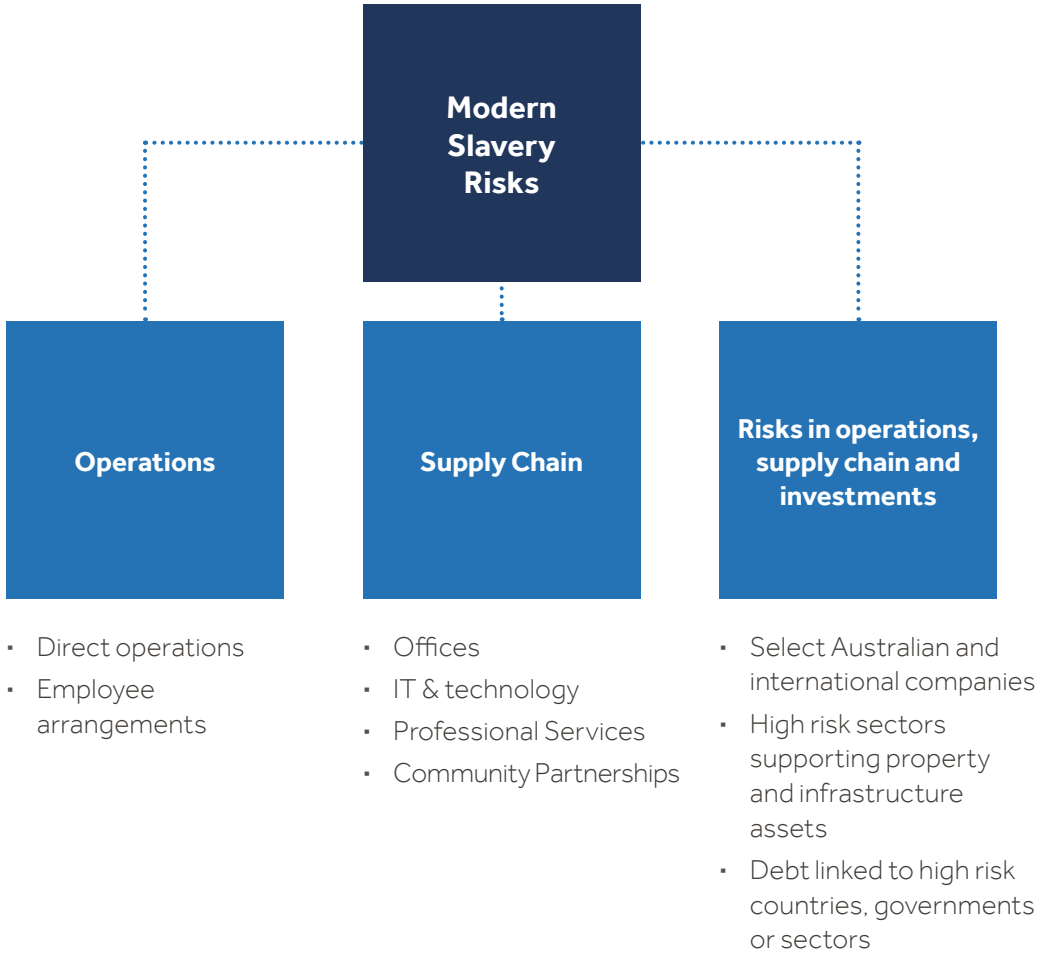 Modern
Slavery
Risks
Operations
Supply Chain
Risks in operations,
supply chain and
investments
• Direct operations
• Employee
arrangements
• Offices
• IT & technology
• Professional Services
• Community Partnerships
• Select Australian and
international companies
• High risk sectors
supporting property
and infrastructure
assets
• Debt linked to high risk
countries, governments
or sectors